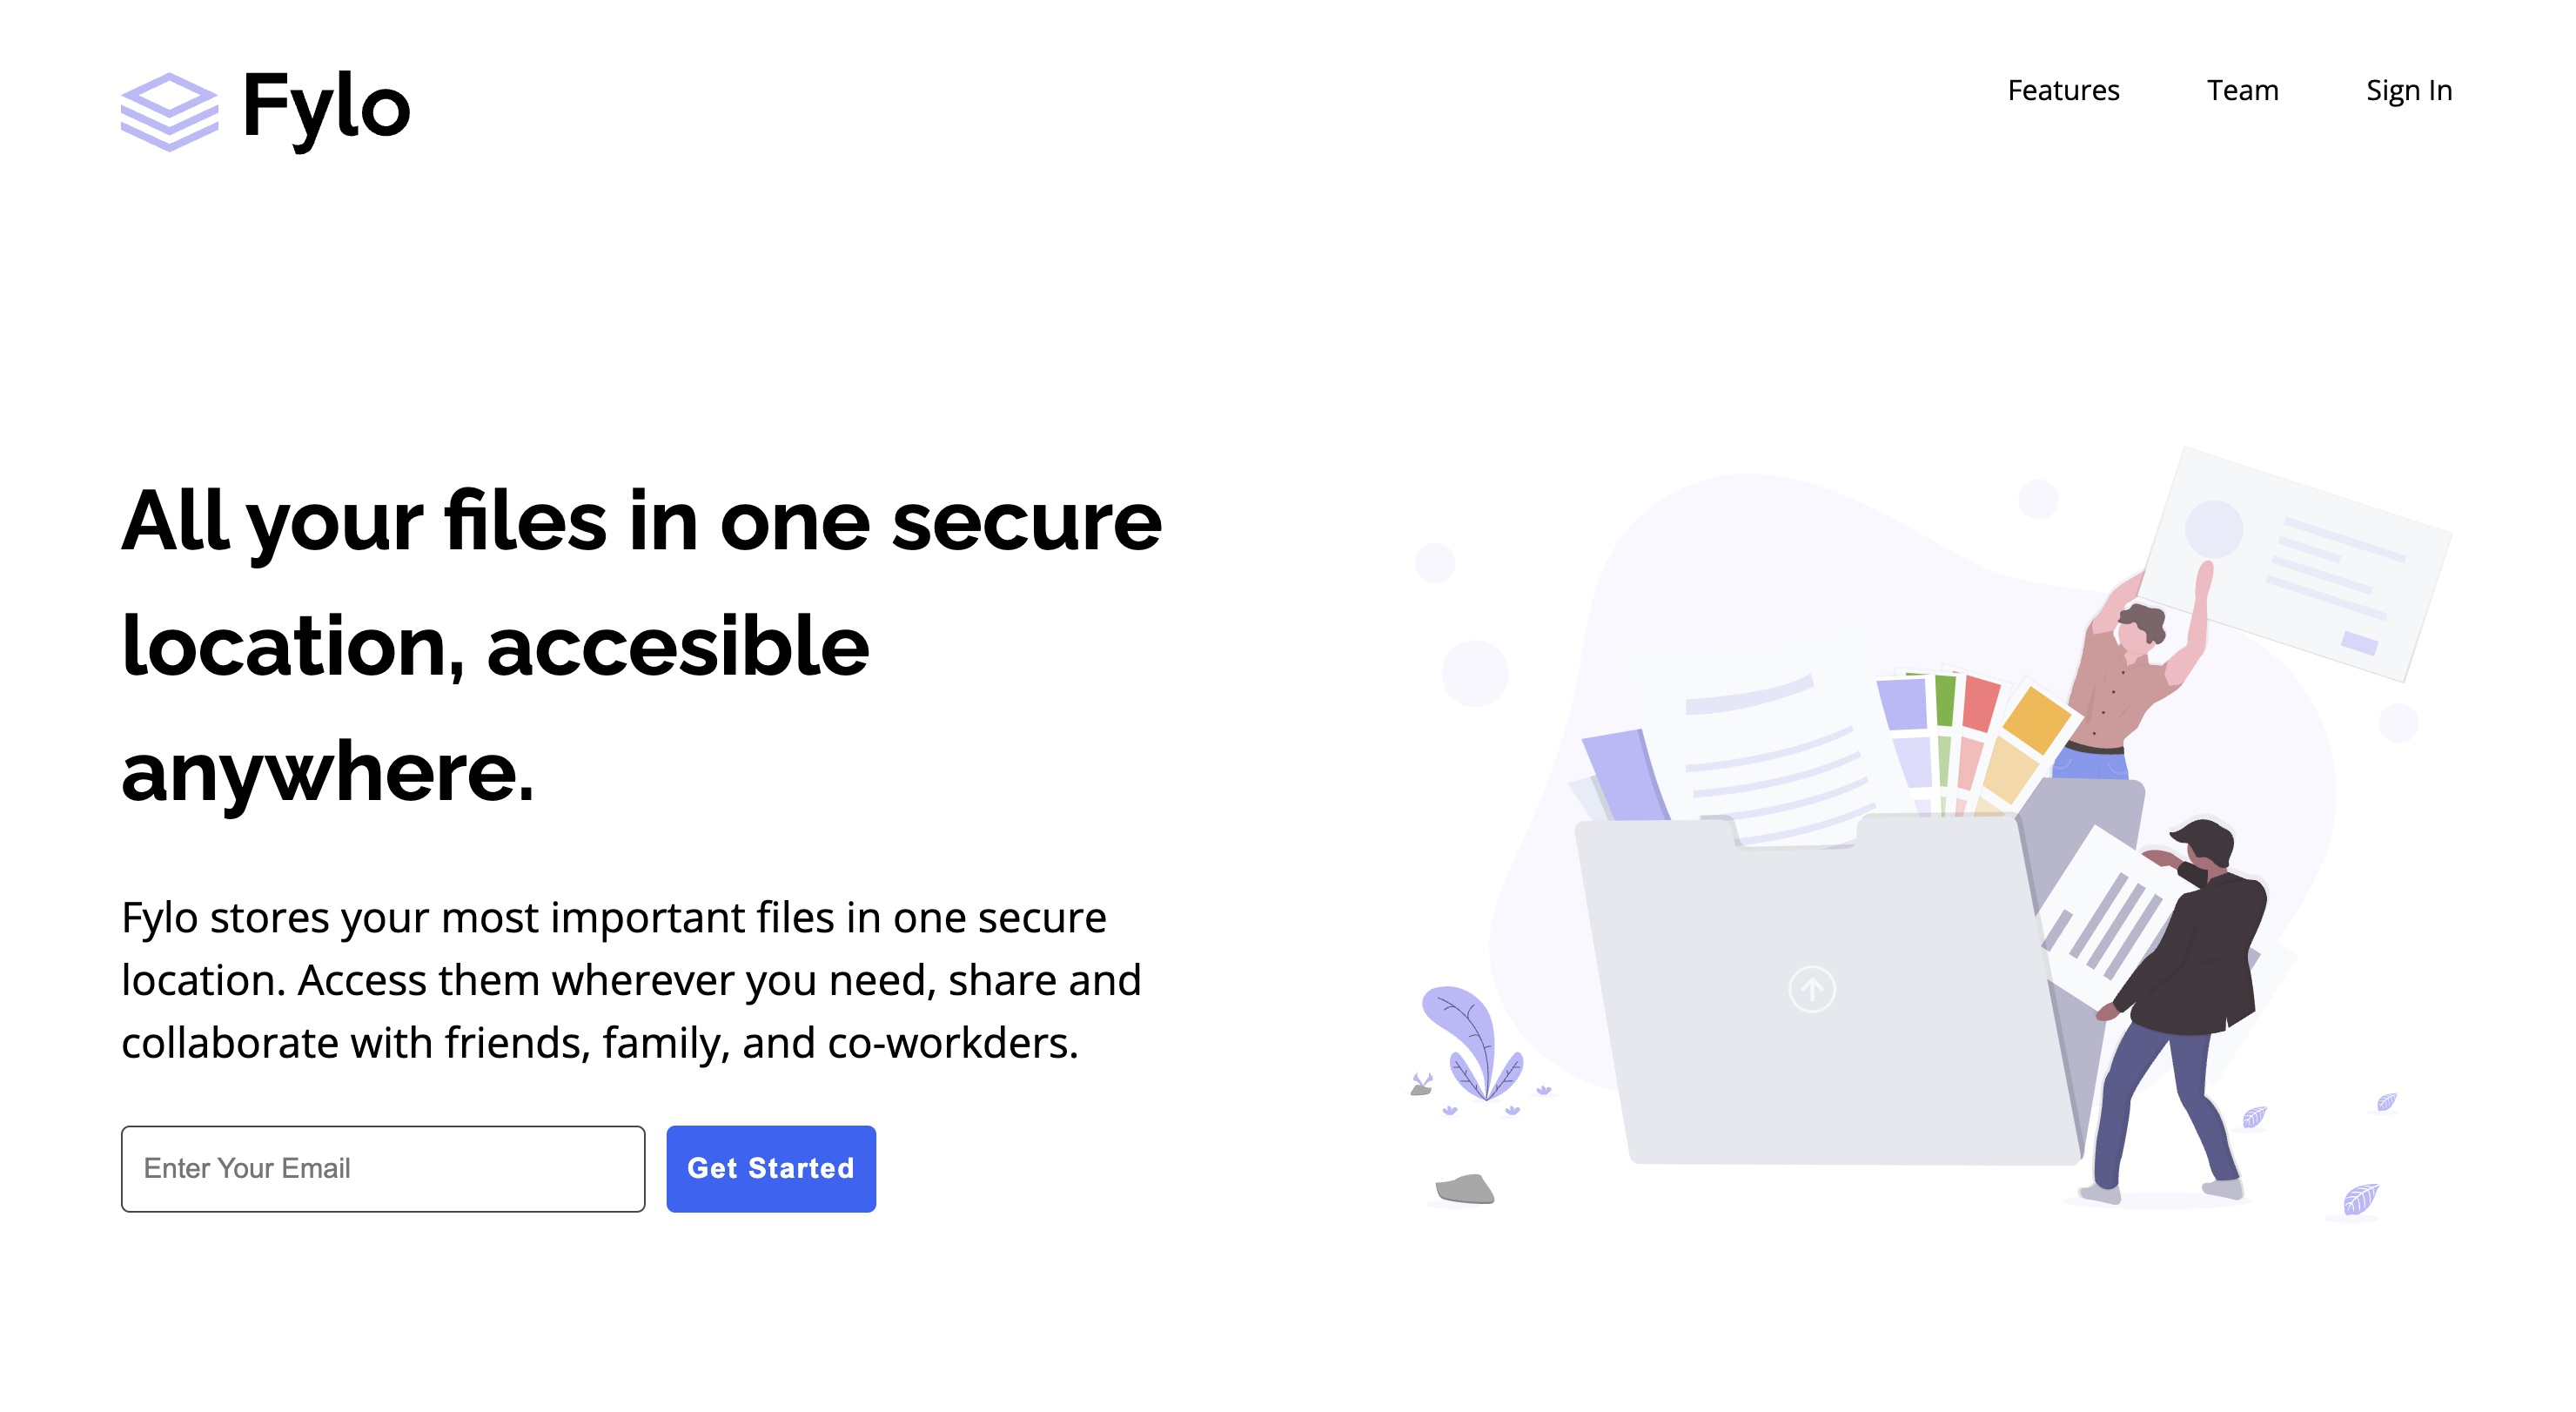 Fylo
Features
Team
Sign In
All your files in one secure
location, accesible
anywhere.
Fylo stores your most important files in one secure
location. Access them wherever you need, share and
collaborate with friends, family, and co-workders.
Enter Your Email
Get Started